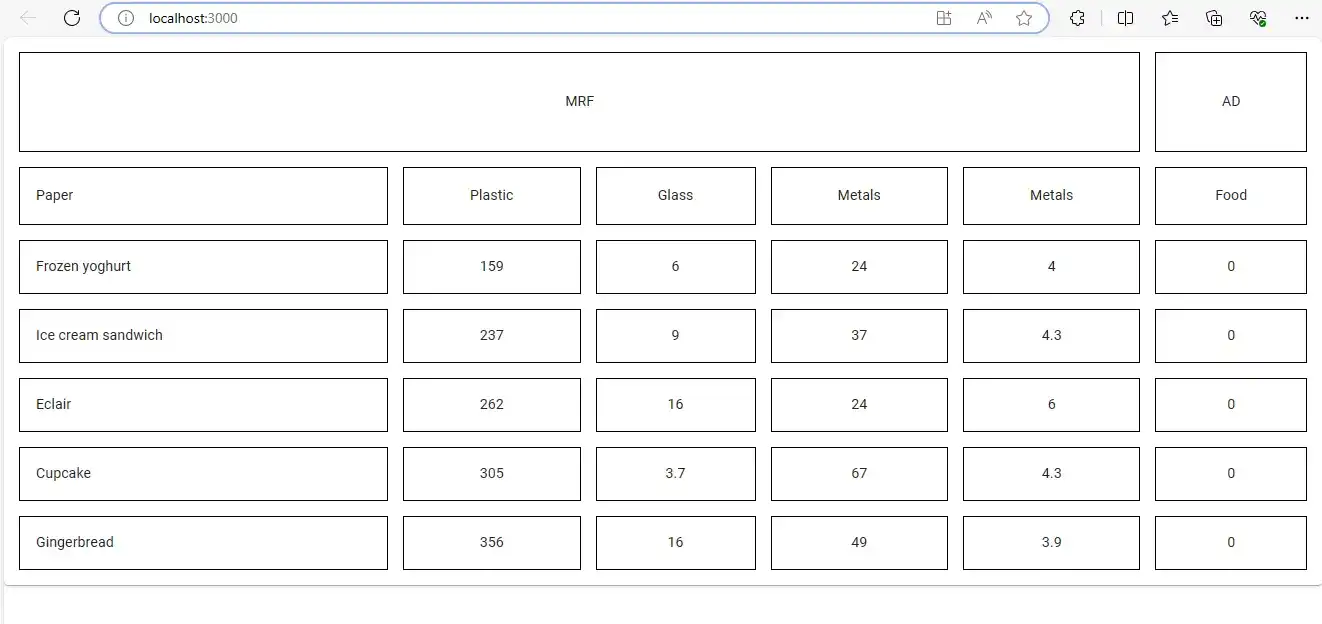 localhost:3000
MRF AD
Paper Plastic Glass Metals Metals Food
Frozen yoghurt 159 6 24 4 0
Ice cream sandwich 237 9 37 4.3 0
Eclair 262 16 24 6 0
Cupcake 305 3.7 67 4.3 0
Gingerbread 356 16 49 3.9 0